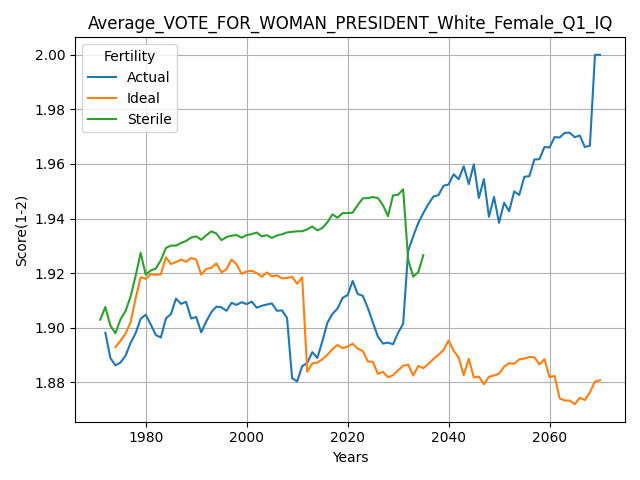 Average_VOTE_FOR_WOMAN_PRESIDENT_White_Female_Q1_IQ
Fertility
Actual
Ideal
Sterile
Score(1-2)
2.00
1.98
1.96
1.94
1.92
1.90
1.88
1980 2000 2020 2040 2060
Years